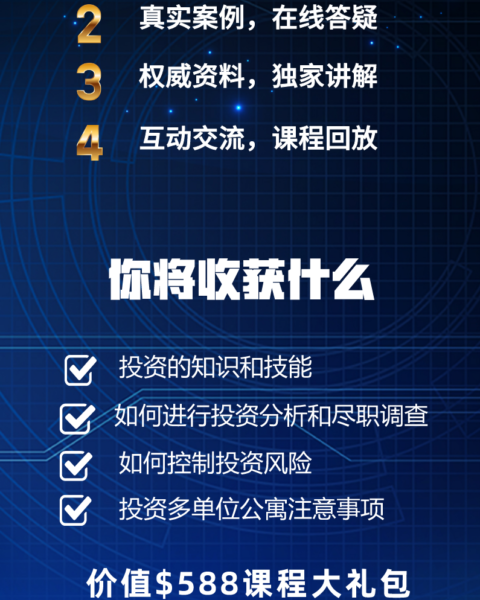 2 真实案例，在线答疑
3 权威资料，独家讲解
4 互动交流，课程回放
你将收获什么
投资的知识和技能
如何进行投资分析和尽职调查
如何控制投资风险
投资多单位公寓注意事项
价值$588课程大礼包